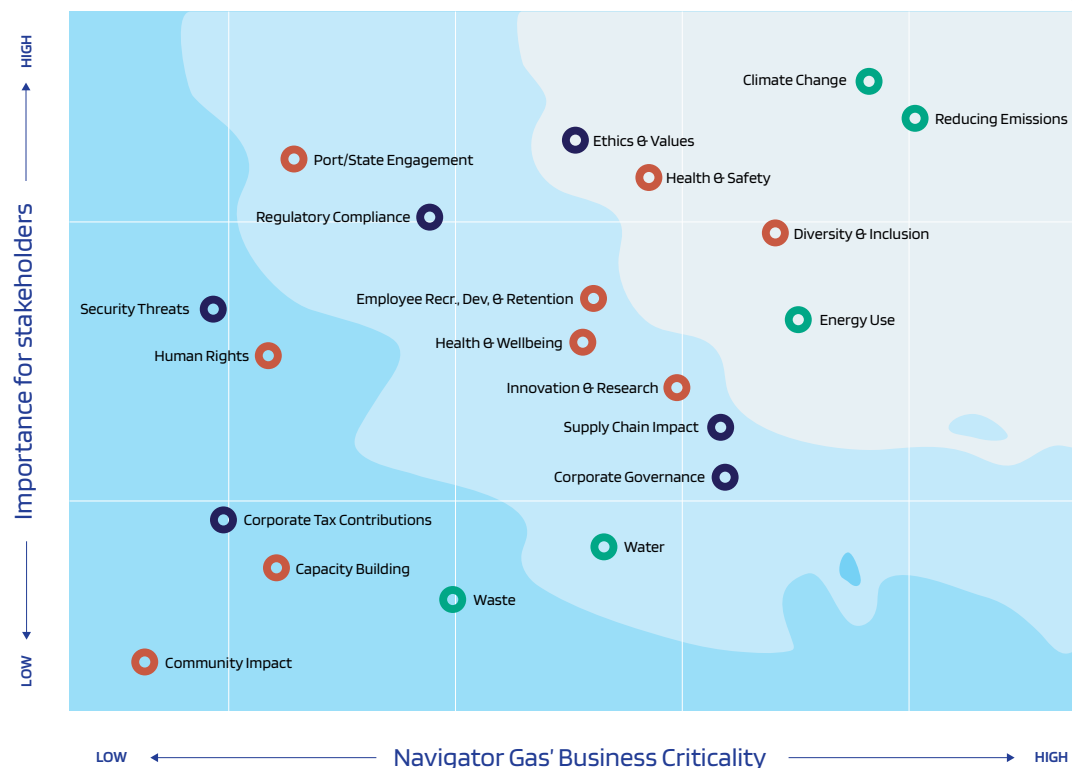 HIGH
Importance for stakeholders
LOW
Climate Change
Reducing Emissions
Ethics & Values
Port/State Engagement
Health & Safety
Regulatory Compliance
Diversity & Inclusion
Employee Recr., Dev, & Retention
Security Threats
Energy Use
Health & Wellbeing
Human Rights
Innovation & Research
Supply Chain Impact
Corporate Governance
Corporate Tax Contributions
Water
Capacity Building
Waste
Community Impact
LOW
Navigator Gas' Business Criticality
HIGH